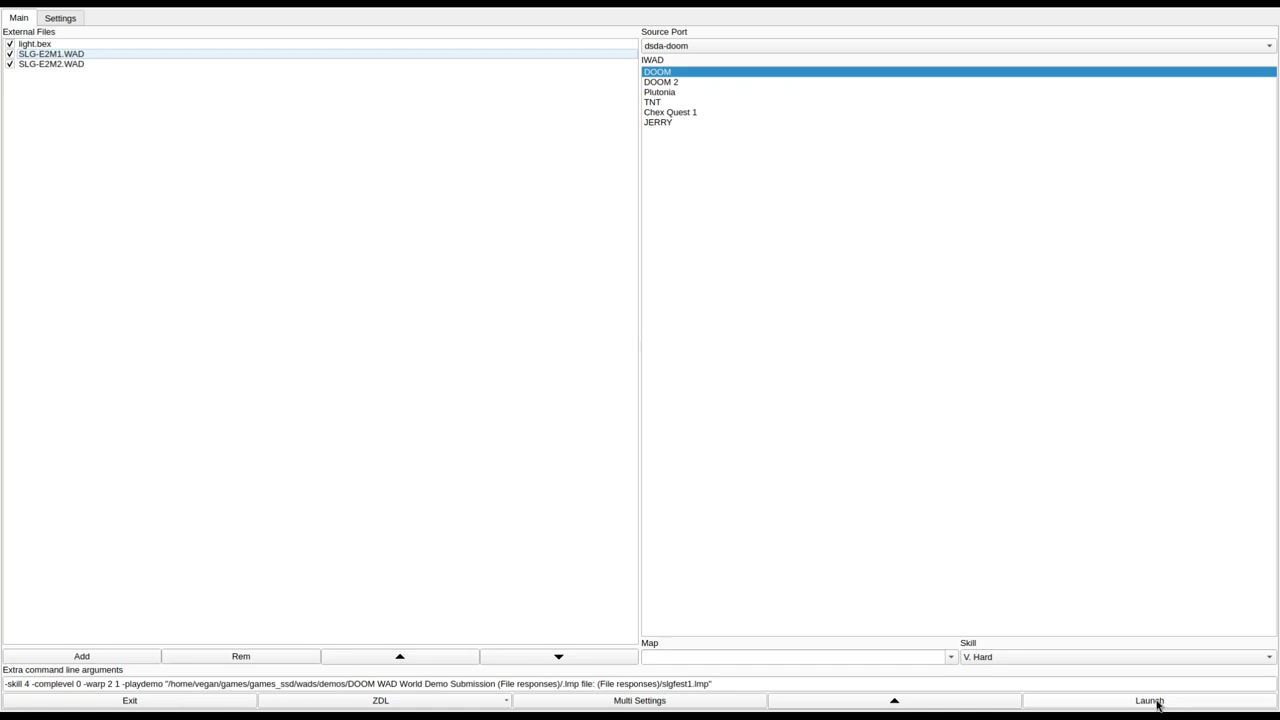 Main Settings
External Files
light.bex
SLG-E2M1.WAD
SLG-E2M2.WAD
Source Port
dsda-doom
IWAD
DOOM
DOOM 2
Plutonia
TNT
Chex Quest 1
JERRY
Map Skill
V. Hard
Add Rem
Extra command line arguments
-skill 4 -complevel 0 -warp 2 1 -playdemo "/home/vegan/games/games_ssd/wads/demos/DOOM WAD World Demo Submission (File responses)/.lmp file: (File responses)/slgfest1.lmp"
Exit ZDL Multi Settings Launch